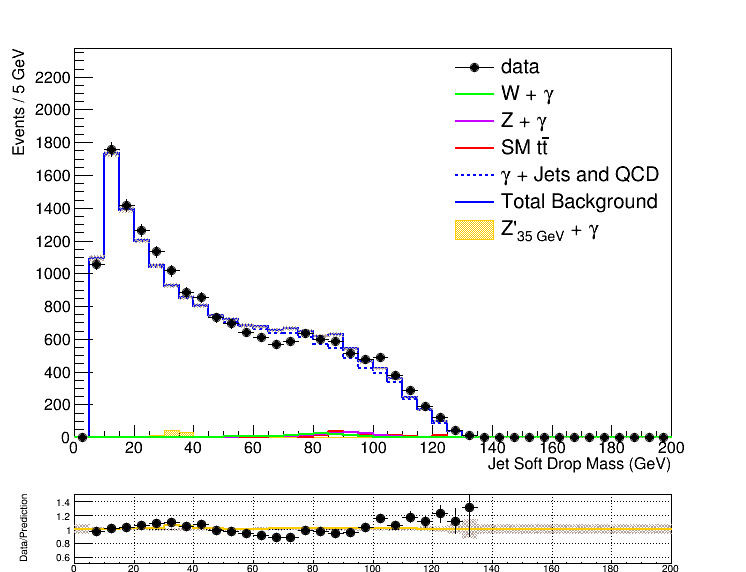 Events / 5 GeV
2200
2000
1800
1600
1400
1200
1000
800
600
400
200
0
data
W + γ
Z + γ
SM tt̄
γ + Jets and QCD
Total Background
Z'35 GeV + γ
0 20 40 60 80 100 120 140 160 180 200
Jet Soft Drop Mass (GeV)
Data/Prediction
1.4
1.2
1
0.8
0.6
0 20 40 60 80 100 120 140 160 180 200